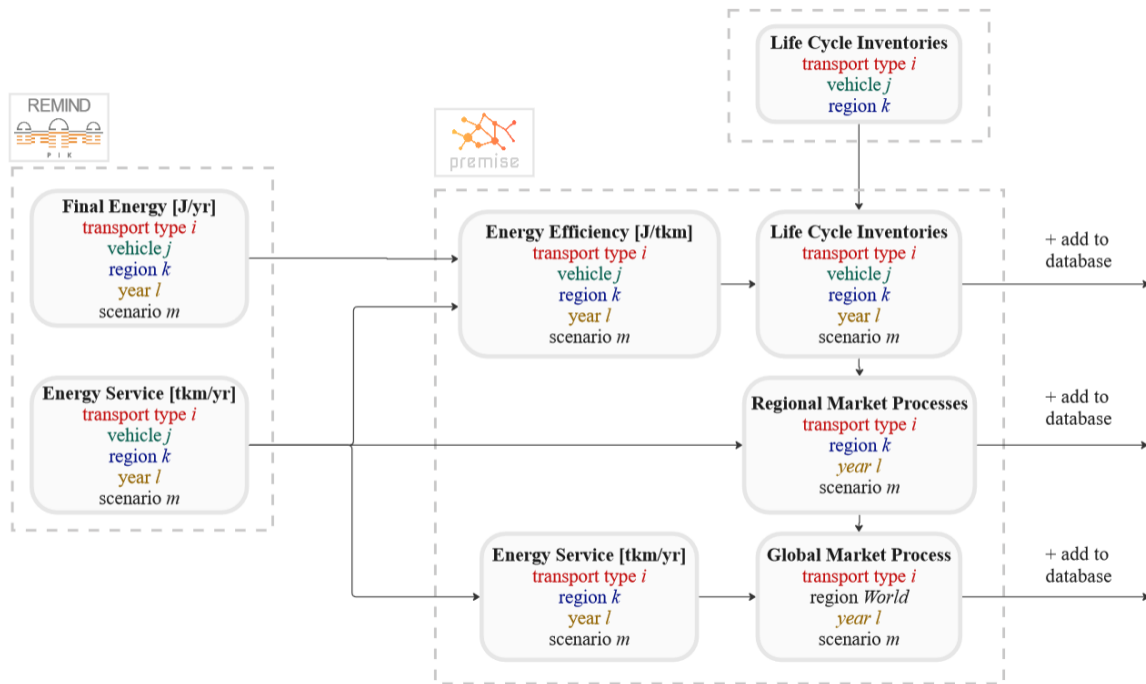 Life Cycle Inventories
transport type i
vehicle j
region k
REMIND
P I K
premise
Final Energy [J/yr]
transport type i
vehicle j
region k
year l
scenario m
Energy Efficiency [J/tkm]
transport type i
vehicle j
region k
year l
scenario m
Life Cycle Inventories
transport type i
vehicle j
region k
year l
scenario m
+ add to
database
Energy Service [tkm/yr]
transport type i
vehicle j
region k
year l
scenario m
Regional Market Processes
transport type i
region k
year l
scenario m
+ add to
database
Energy Service [tkm/yr]
transport type i
region k
year l
scenario m
Global Market Process
transport type i
region World
year l
scenario m
+ add to
database